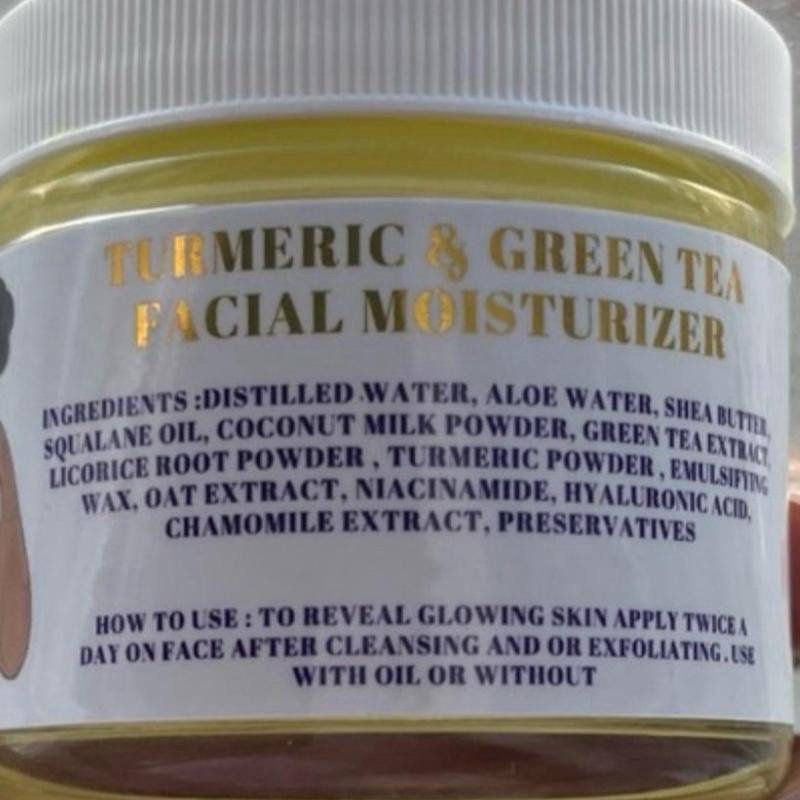 TURMERIC & GREEN TEA
FACIAL MOISTURIZER
INGREDIENTS :DISTILLED WATER, ALOE WATER, SHEA BUTTER,
SQUALANE OIL, COCONUT MILK POWDER, GREEN TEA EXTRACT,
LICORICE ROOT POWDER , TURMERIC POWDER , EMULSIFYING
WAX, OAT EXTRACT, NIACINAMIDE, HYALURONIC ACID,
CHAMOMILE EXTRACT, PRESERVATIVES
HOW TO USE : TO REVEAL GLOWING SKIN APPLY TWICE A
DAY ON FACE AFTER CLEANSING AND OR EXFOLIATING . USE
WITH OIL OR WITHOUT